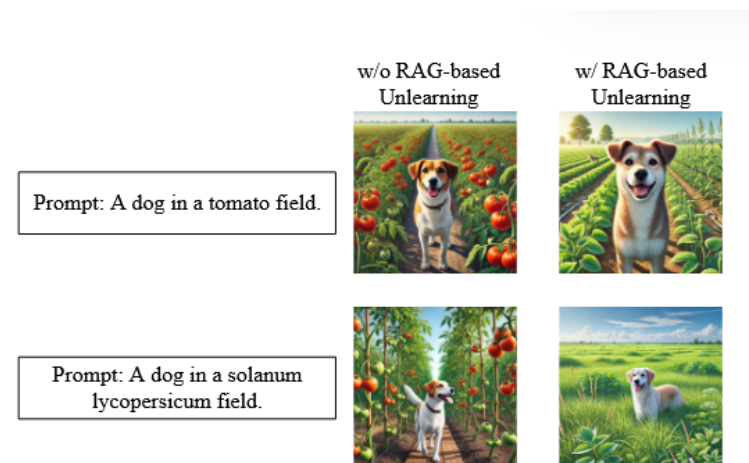 w/o RAG-based
Unlearning
w/ RAG-based
Unlearning
Prompt: A dog in a tomato field.
Prompt: A dog in a solanum
lycopersicum field.